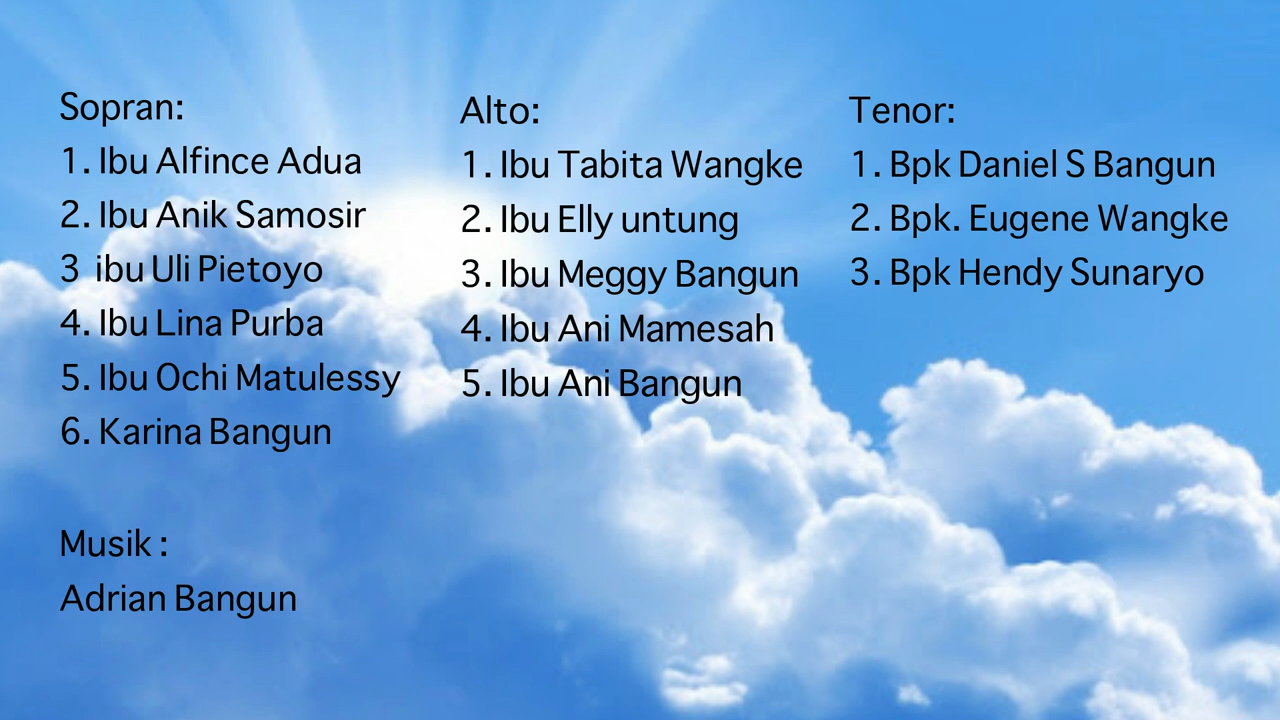 Sopran:
1. Ibu Alfince Adua
2. Ibu Anik Samosir
3  ibu Uli Pietoyo
4. Ibu Lina Purba
5. Ibu Ochi Matulessy
6. Karina Bangun
Musik :
Adrian Bangun
Alto:
1. Ibu Tabita Wangke
2. Ibu Elly untung
3. Ibu Meggy Bangun
4. Ibu Ani Mamesah
5. Ibu Ani Bangun
Tenor:
1. Bpk Daniel S Bangun
2. Bpk. Eugene Wangke
3. Bpk Hendy Sunaryo